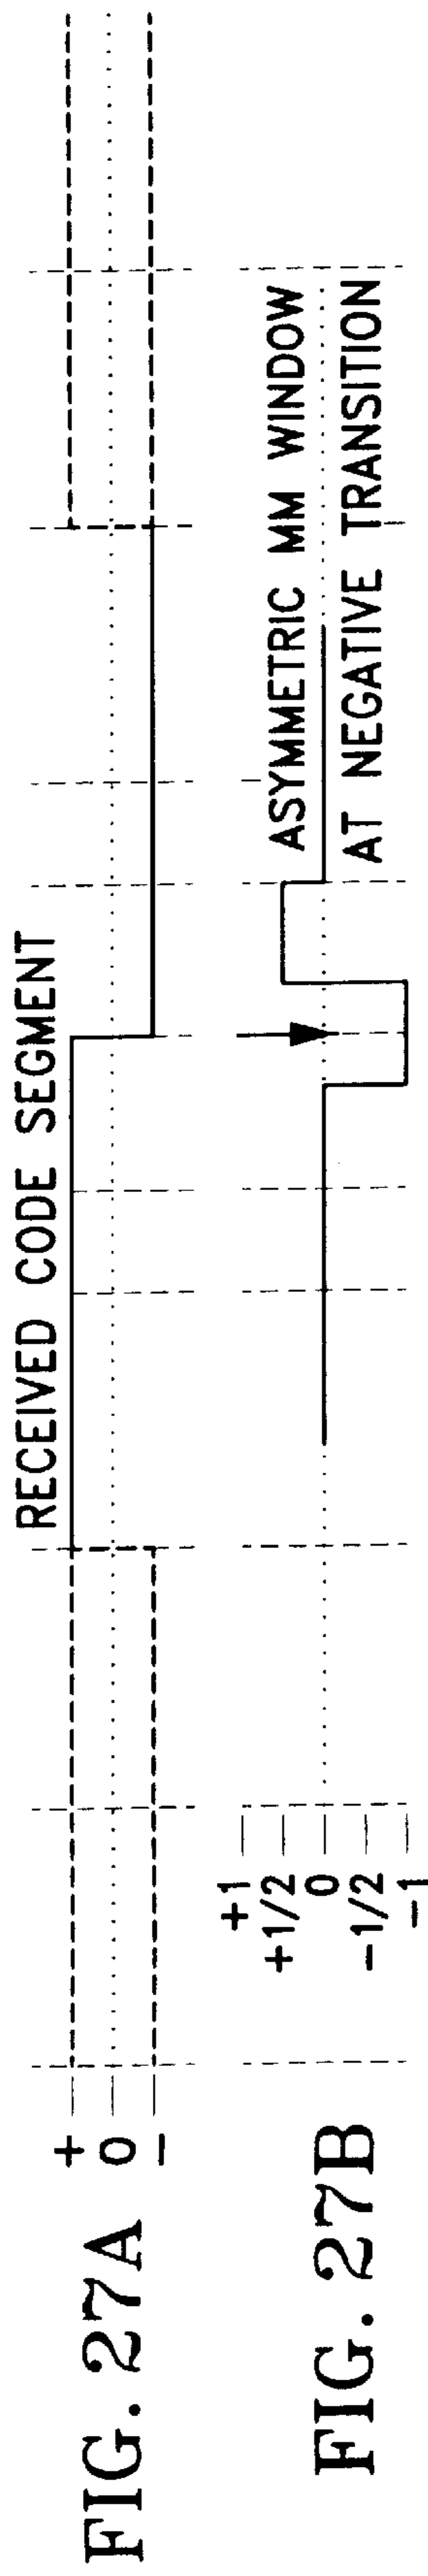 RECEIVED CODE SEGMENT
+
0
−
FIG. 27A
ASYMMETRIC MM WINDOW
AT NEGATIVE TRANSITION
+1
+1/2
0
−1/2
−1
FIG. 27B